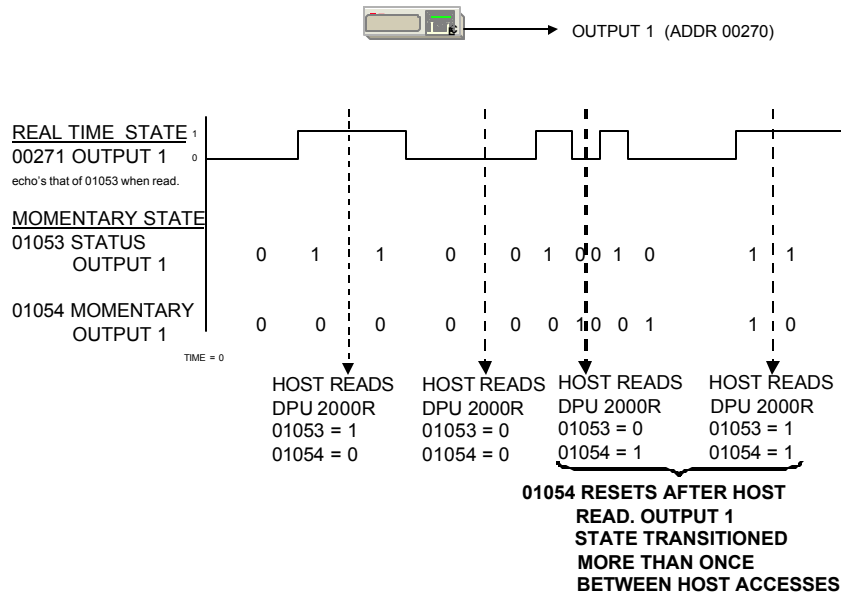 OUTPUT 1 (ADDR 00270)
REAL TIME STATE 1
00271 OUTPUT 1 0
echo's that of 01053 when read.
MOMENTARY STATE
01053 STATUS
OUTPUT 1
0 1 1 0 0 1 0 0 1 0 1 1
01054 MOMENTARY
OUTPUT 1
0 0 0 0 0 0 1 0 0 1 1 0
TIME = 0
HOST READS HOST READS HOST READS HOST READS
DPU 2000R DPU 2000R DPU 2000R DPU 2000R
01053 = 1 01053 = 0 01053 = 0 01053 = 1
01054 = 0 01054 = 0 01054 = 1 01054 = 1
01054 RESETS AFTER HOST
READ. OUTPUT 1
STATE TRANSITIONED
MORE THAN ONCE
BETWEEN HOST ACCESSES